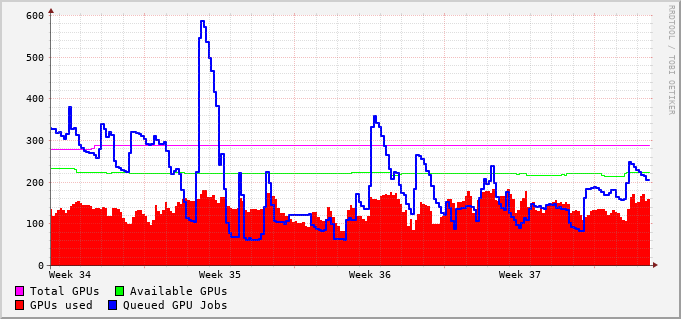 600
500
400
300
200
100
0
Week 34 Week 35 Week 36 Week 37
Total GPUs Available GPUs
GPUs used Queued GPU Jobs
RRDTOOL / TOBI OETIKER